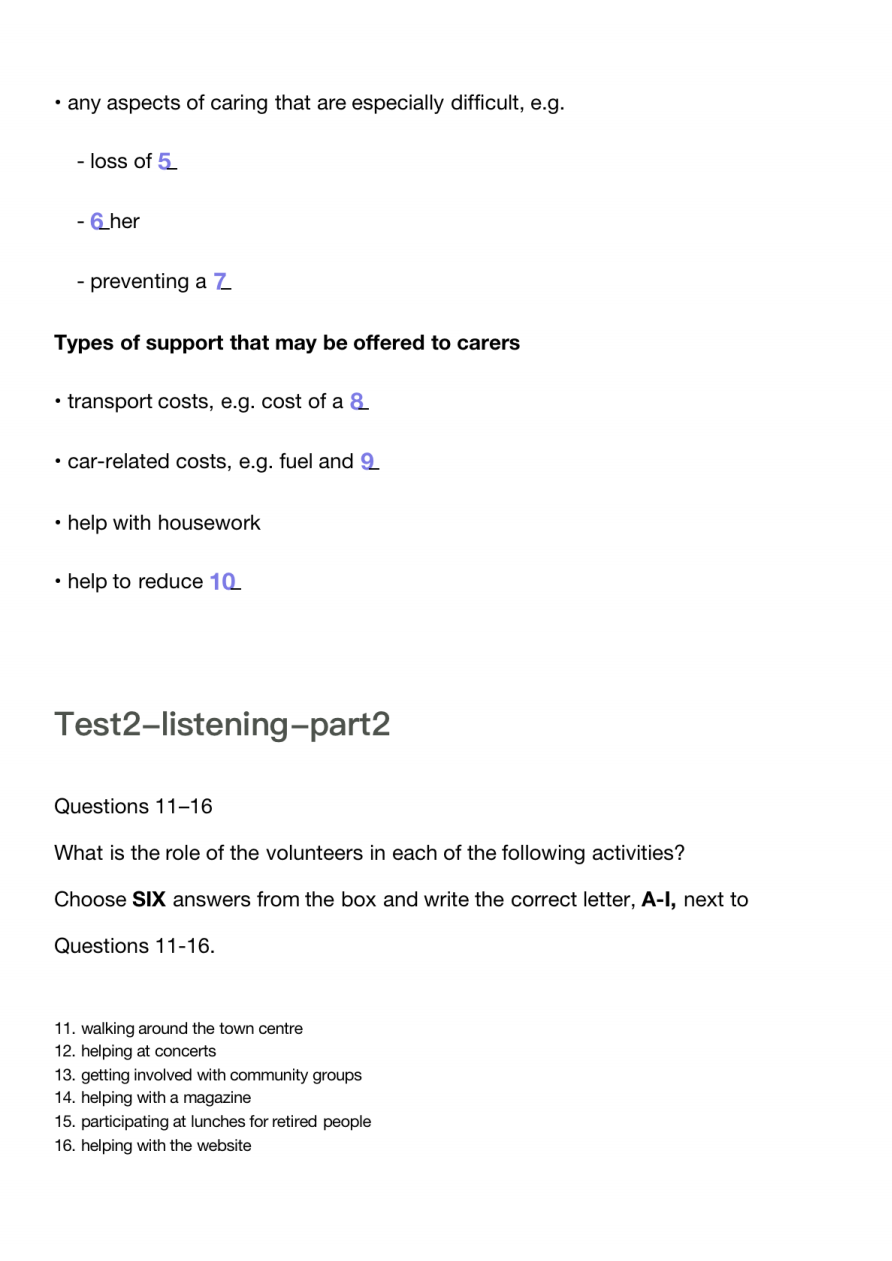 • any aspects of caring that are especially difficult, e.g.
- loss of 5_
- 6_her
- preventing a 7_
Types of support that may be offered to carers
• transport costs, e.g. cost of a 8_
• car-related costs, e.g. fuel and 9_
• help with housework
• help to reduce 10_
Test2–listening–part2
Questions 11–16
What is the role of the volunteers in each of the following activities?
Choose SIX answers from the box and write the correct letter, A-I, next to
Questions 11-16.
11. walking around the town centre
12. helping at concerts
13. getting involved with community groups
14. helping with a magazine
15. participating at lunches for retired people
16. helping with the website